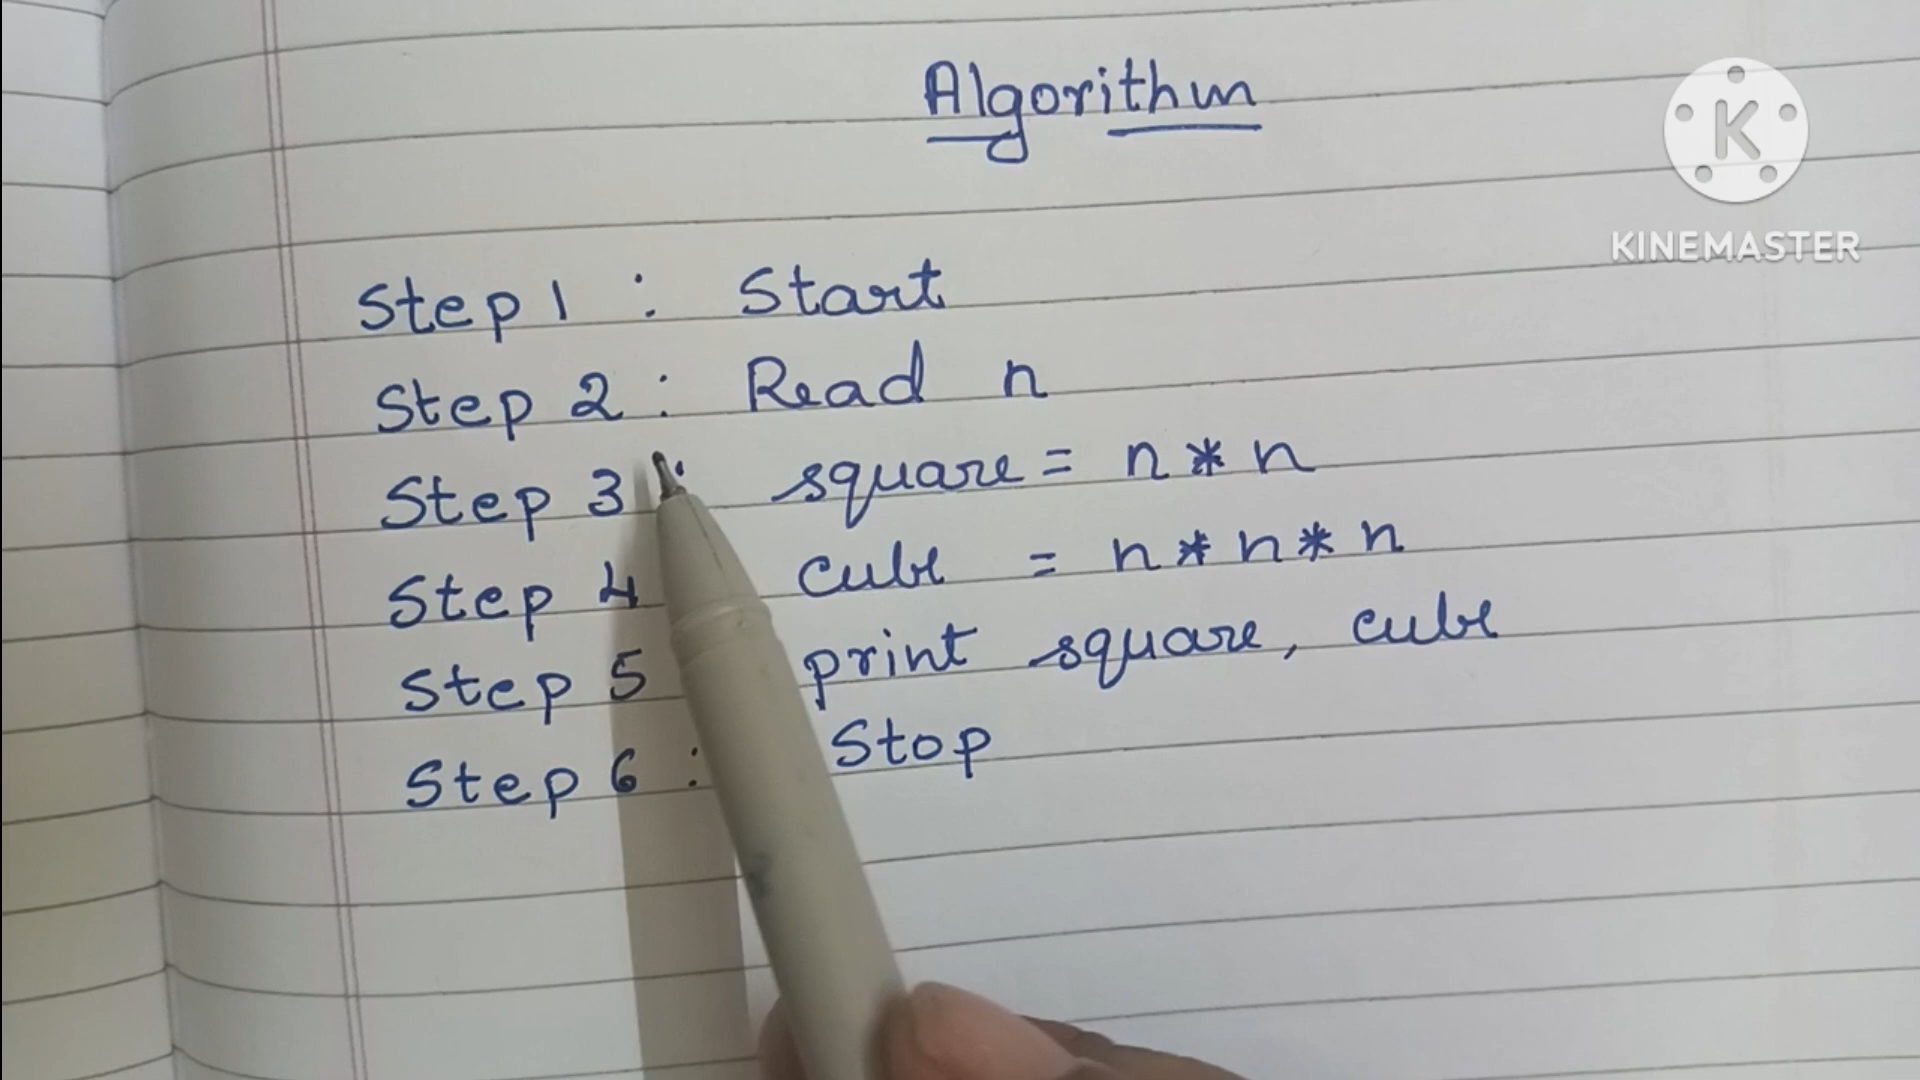 Algorithm
K
KINEMASTER
Step 1 : Start
Step 2 : Read n
Step 3 : square = n * n
Step 4 cube = n * n * n
Step 5 print square, cube
Step 6 : Stop